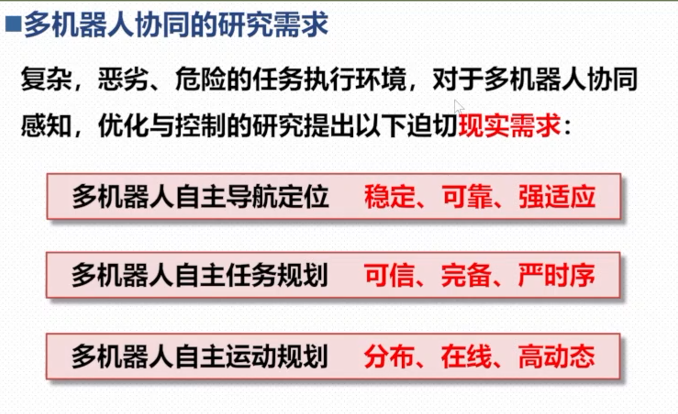 多机器人协同的研究需求
复杂，恶劣、危险的任务执行环境，对于多机器人协同
感知，优化与控制的研究提出以下迫切现实需求：
多机器人自主导航定位 稳定、可靠、强适应
多机器人自主任务规划 可信、完备、严时序
多机器人自主运动规划 分布、在线、高动态